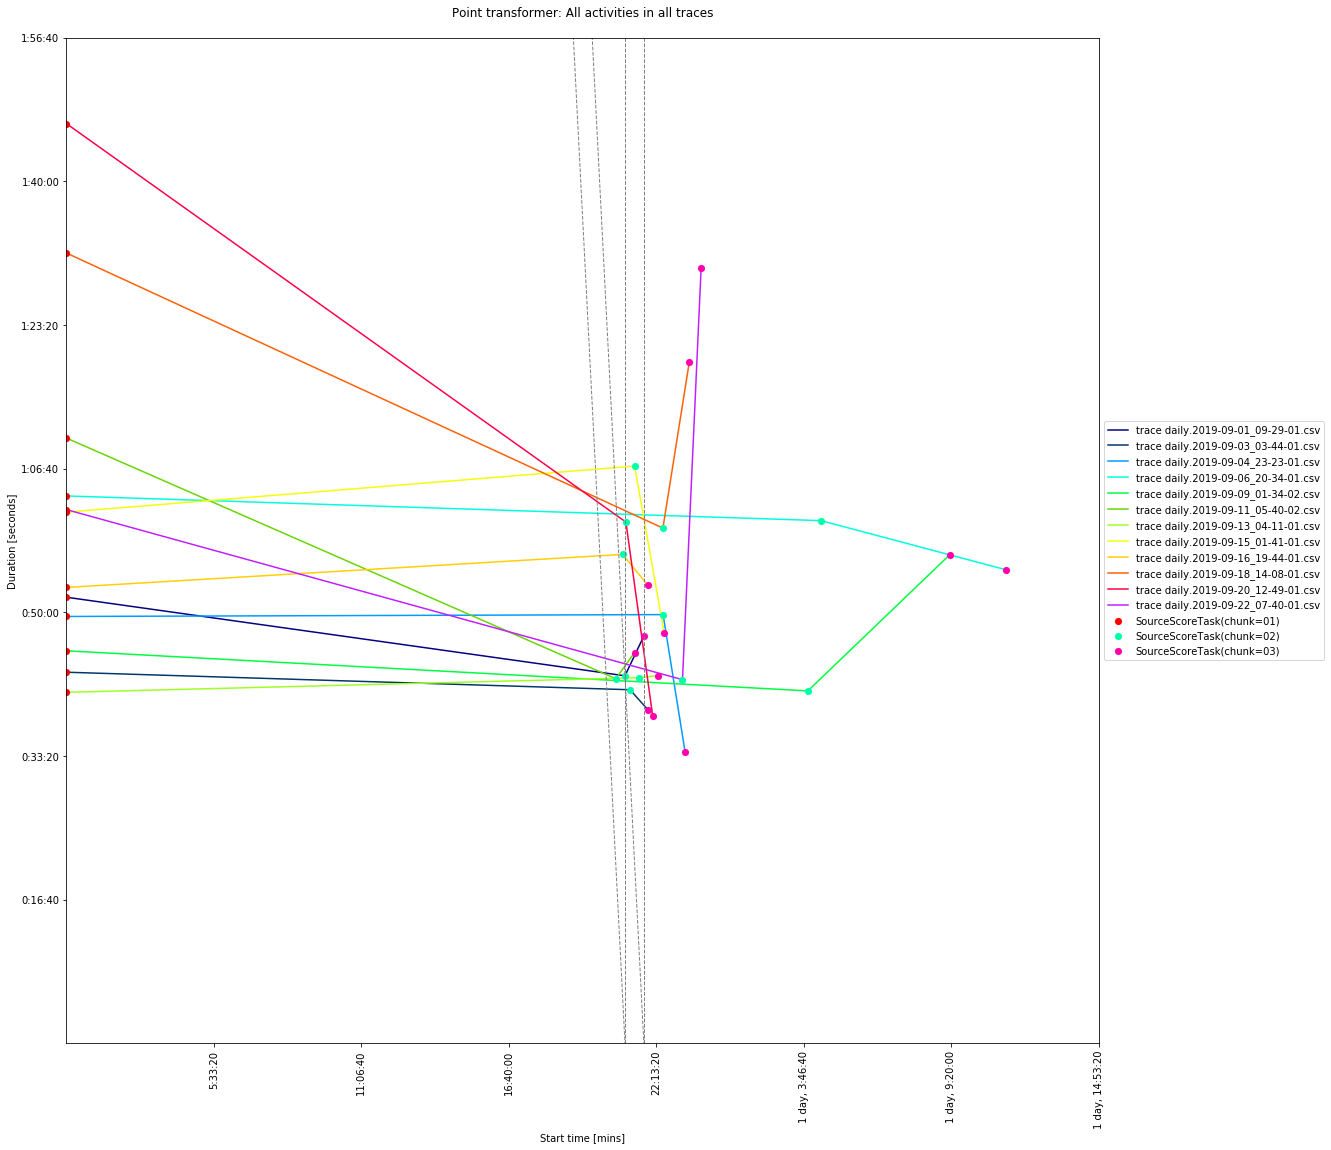 Point transformer: All activities in all traces
1:56:40
1:40:00
1:23:20
1:06:40
0:50:00
0:33:20
0:16:40
Duration [seconds]
5:33:20
11:06:40
16:40:00
22:13:20
1 day, 3:46:40
1 day, 9:20:00
1 day, 14:53:20
Start time [mins]
trace daily.2019-09-01_09-29-01.csv
trace daily.2019-09-03_03-44-01.csv
trace daily.2019-09-04_23-23-01.csv
trace daily.2019-09-06_20-34-01.csv
trace daily.2019-09-09_01-34-02.csv
trace daily.2019-09-11_05-40-02.csv
trace daily.2019-09-13_04-11-01.csv
trace daily.2019-09-15_01-41-01.csv
trace daily.2019-09-16_19-44-01.csv
trace daily.2019-09-18_14-08-01.csv
trace daily.2019-09-20_12-49-01.csv
trace daily.2019-09-22_07-40-01.csv
SourceScoreTask(chunk=01)
SourceScoreTask(chunk=02)
SourceScoreTask(chunk=03)